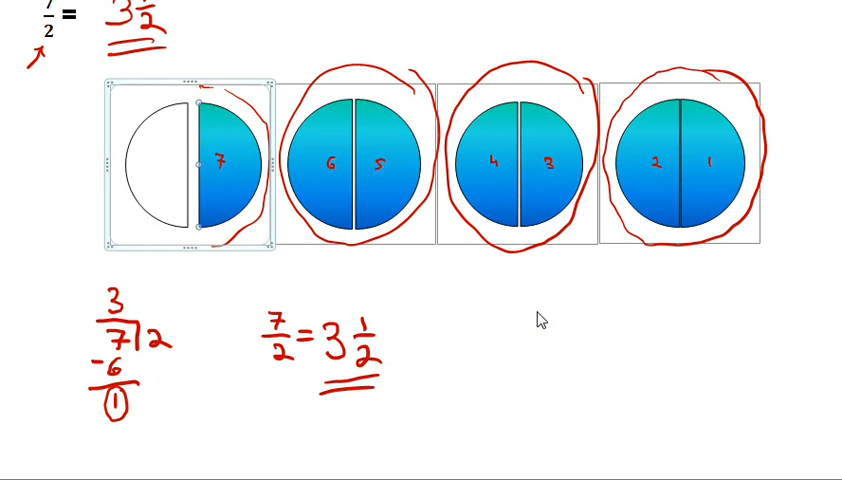 7/2 = 3 1/2
7 6 5 4 3 2 1
3
7 2
-6
1
7/2 = 3 1/2